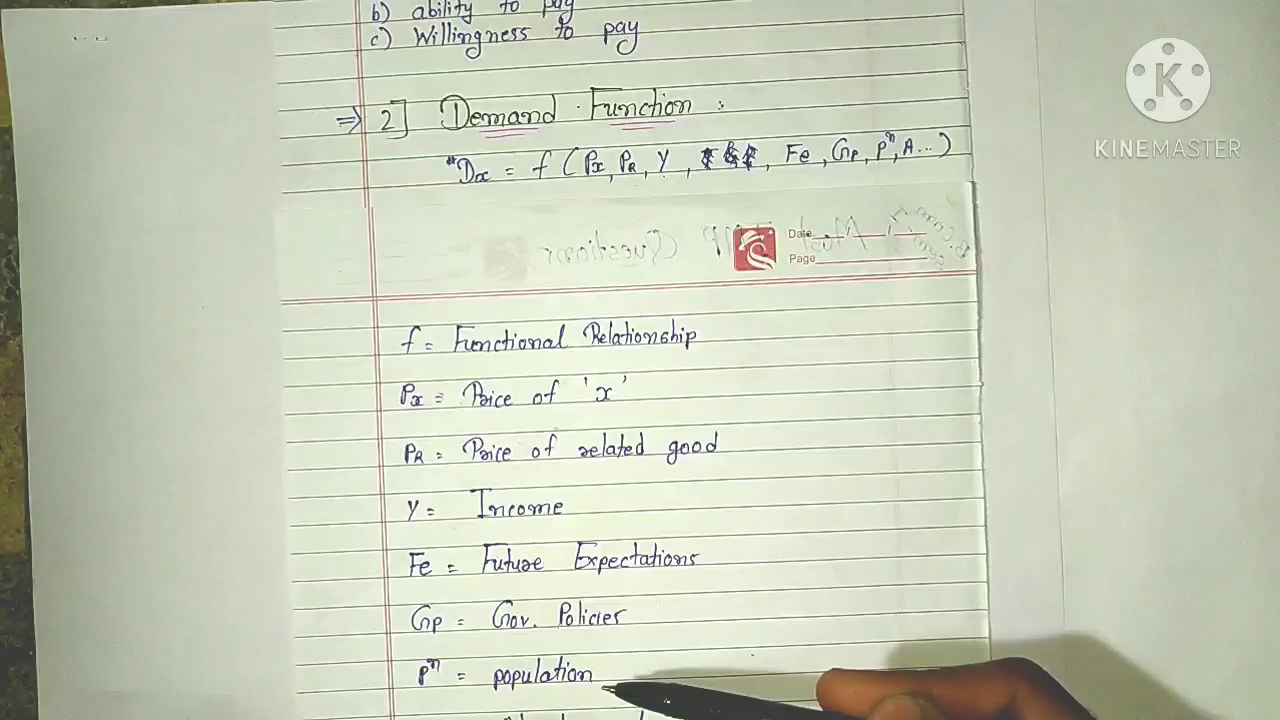 b) ability to pay
c) Willingness to pay
KINEMASTER
⇒ 2] Demand Function :
*Dx = f (Px, PR, Y, , Fe, Gp, Pⁿ, A...)
Date
Page
f = Functional Relationship
Px = Price of 'x'
PR = Price of related good
Y = Income
Fe = Future Expectations
Gp = Gov. Policies
Pⁿ = population